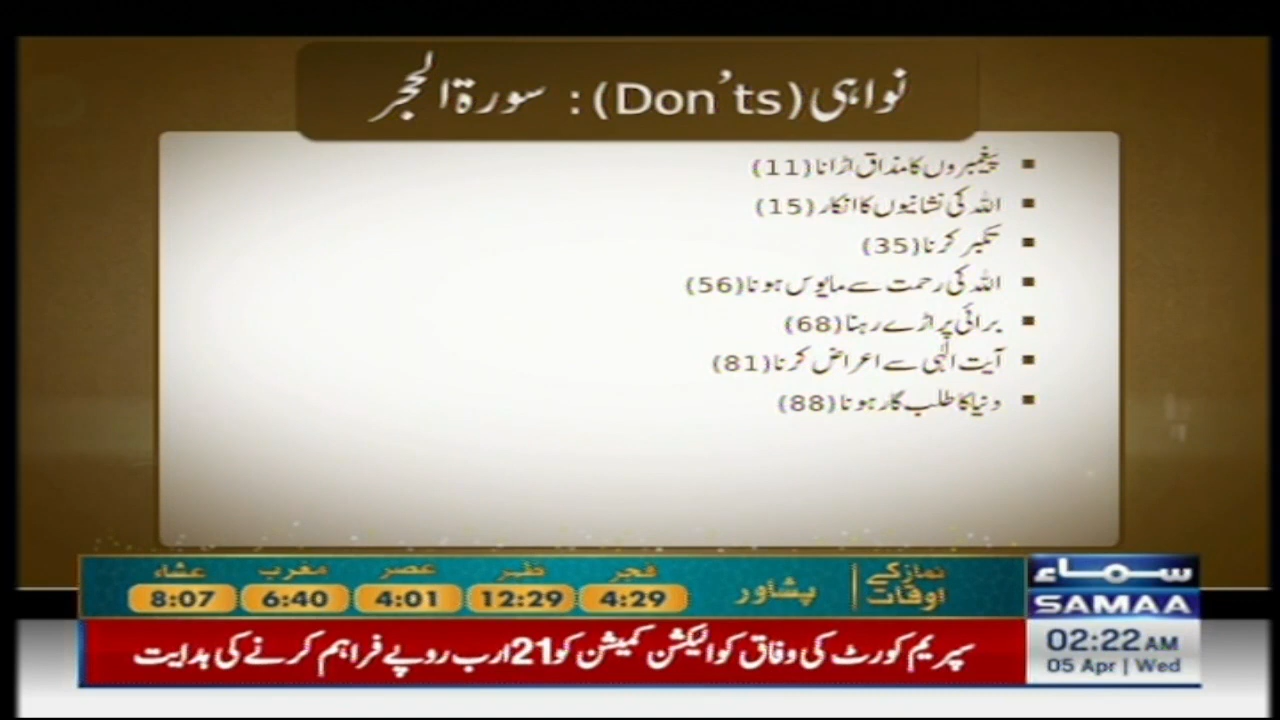 نواہی (Don'ts) : سورۃ الحجر
▪ پیغمبروں کا مذاق اڑانا (11)
▪ اللہ کی نشانیوں کا انکار (15)
▪ تکبر کرنا (35)
▪ اللہ کی رحمت سے مایوس ہونا (56)
▪ برائی پر اڑے رہنا (68)
▪ آیت الٰہی سے اعراض کرنا (81)
▪ دنیا کا طلب گار ہونا (88)
نماز کے اوقات
پشاور
فجر ظہر عصر مغرب عشاء
4:29 12:29 4:01 6:40 8:07
سماء
SAMAA
سپریم کورٹ کی وفاق کو الیکشن کمیشن کو 21 ارب روپے فراہم کرنے کی ہدایت
02:22 AM
05 Apr | Wed